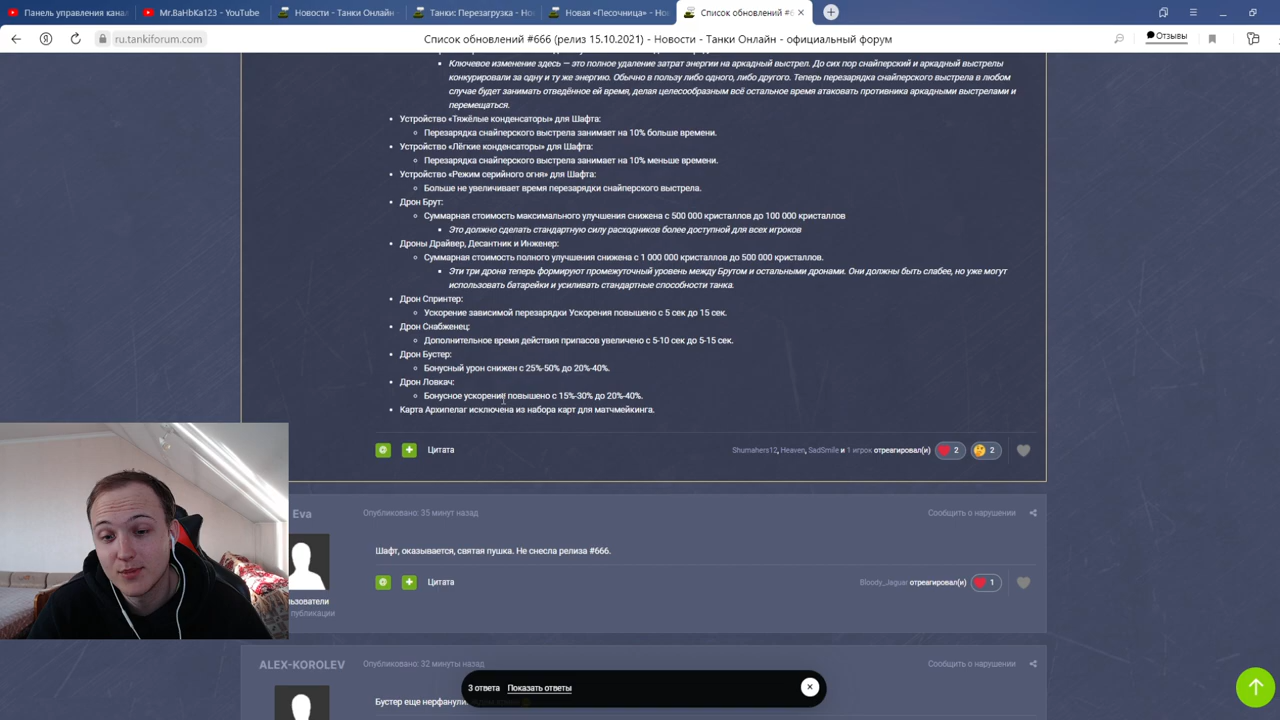 Панель управления канал
Mr.BaHbKa123 - YouTube
Новости - Танки Онлайн
Танки: Перезагрузка - Но
Новая «Песочница» - Нов
Список обновлений #6
ru.tankiforum.com
Список обновлений #666 (релиз 15.10.2021) - Новости - Танки Онлайн - официальный форум
Отзывы
Ключевое изменение здесь — это полное удаление затрат энергии на аркадный выстрел. До сих пор снайперский и аркадный выстрелы
конкурировали за одну и ту же энергию. Обычно в пользу либо одного, либо другого. Теперь перезарядка снайперского выстрела в любом
случае будет занимать отведённое ей время, делая целесообразным всё остальное время атаковать противника аркадными выстрелами и
перемещаться.
Устройство «Тяжёлые конденсаторы» для Шафта:
Перезарядка снайперского выстрела занимает на 10% больше времени.
Устройство «Лёгкие конденсаторы» для Шафта:
Перезарядка снайперского выстрела занимает на 10% меньше времени.
Устройство «Режим серийного огня» для Шафта:
Больше не увеличивает время перезарядки снайперского выстрела.
Дрон Брут:
Суммарная стоимость максимального улучшения снижена с 500 000 кристаллов до 100 000 кристаллов
Это должно сделать стандартную силу расходников более доступной для всех игроков
Дроны Драйвер, Десантник и Инженер:
Суммарная стоимость полного улучшения снижена с 1 000 000 кристаллов до 500 000 кристаллов.
Эти три дрона теперь формируют промежуточный уровень между Брутом и остальными дронами. Они должны быть слабее, но уже могут
использовать батарейки и усиливать стандартные способности танка.
Дрон Спринтер:
Ускорение зависимой перезарядки Ускорения повышено с 5 сек до 15 сек.
Дрон Снабженец:
Дополнительное время действия припасов увеличено с 5-10 сек до 5-15 сек.
Дрон Бустер:
Бонусный урон снижен с 25%-50% до 20%-40%.
Дрон Ловкач:
Бонусное ускорение повышено с 15%-30% до 20%-40%.
Карта Архипелаг исключена из набора карт для матчмейкинга.
Цитата
Shumahers12, Heaven, SadSmile и 1 игрок отреагировал(и) 2 2
Eva
Опубликовано: 35 минут назад
Сообщить о нарушении
Шафт, оказывается, святая пушка. Не снесла релиза #666.
Цитата
Bloody_Jaguar отреагировал(и) 1
льзователи
публикации
ALEX-KOROLEV
Опубликовано: 32 минуты назад
Сообщить о нарушении
3 ответа Показать ответы
Бустер еще нерфанули.